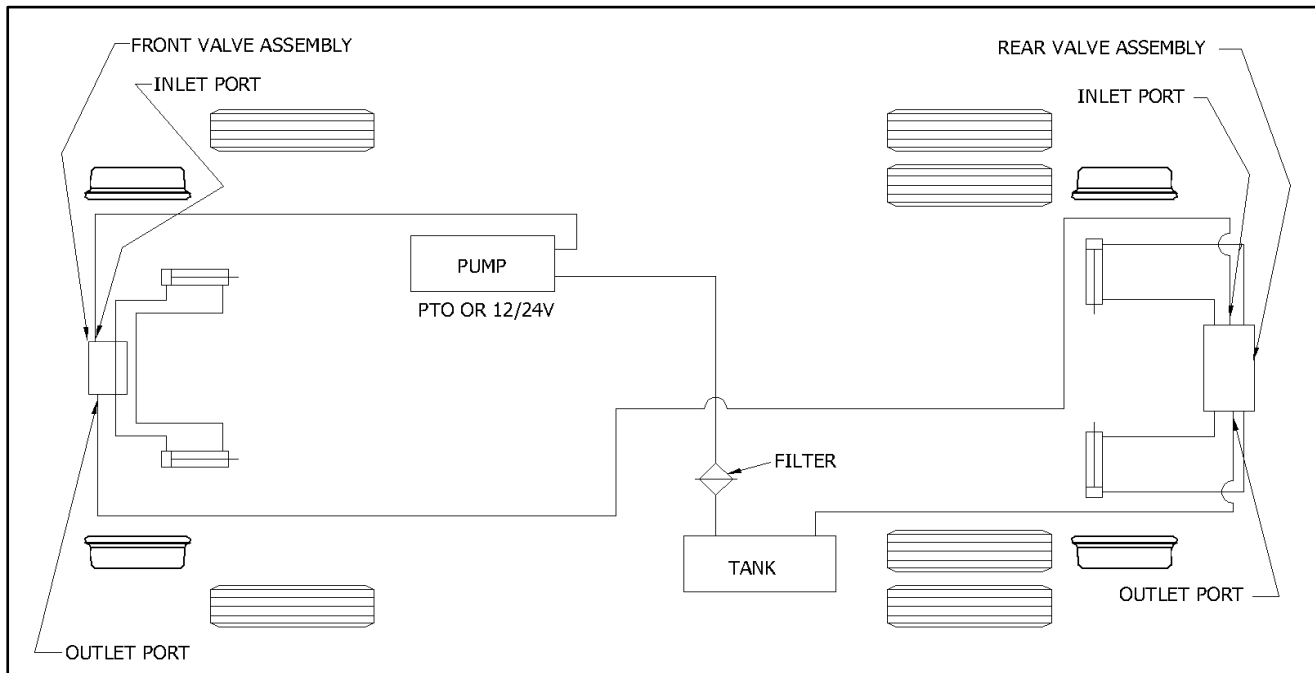 FRONT VALVE ASSEMBLY
REAR VALVE ASSEMBLY
INLET PORT
INLET PORT
PUMP
PTO OR 12/24V
FILTER
TANK
OUTLET PORT
OUTLET PORT